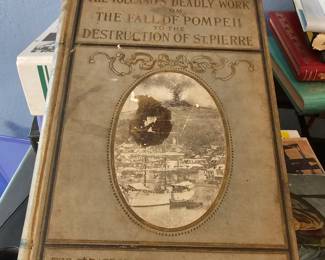 THE VOLCANO'S DEADLY WORK
FROM
THE FALL OF POMPEII
TO THE
DESTRUCTION OF ST. PIERRE